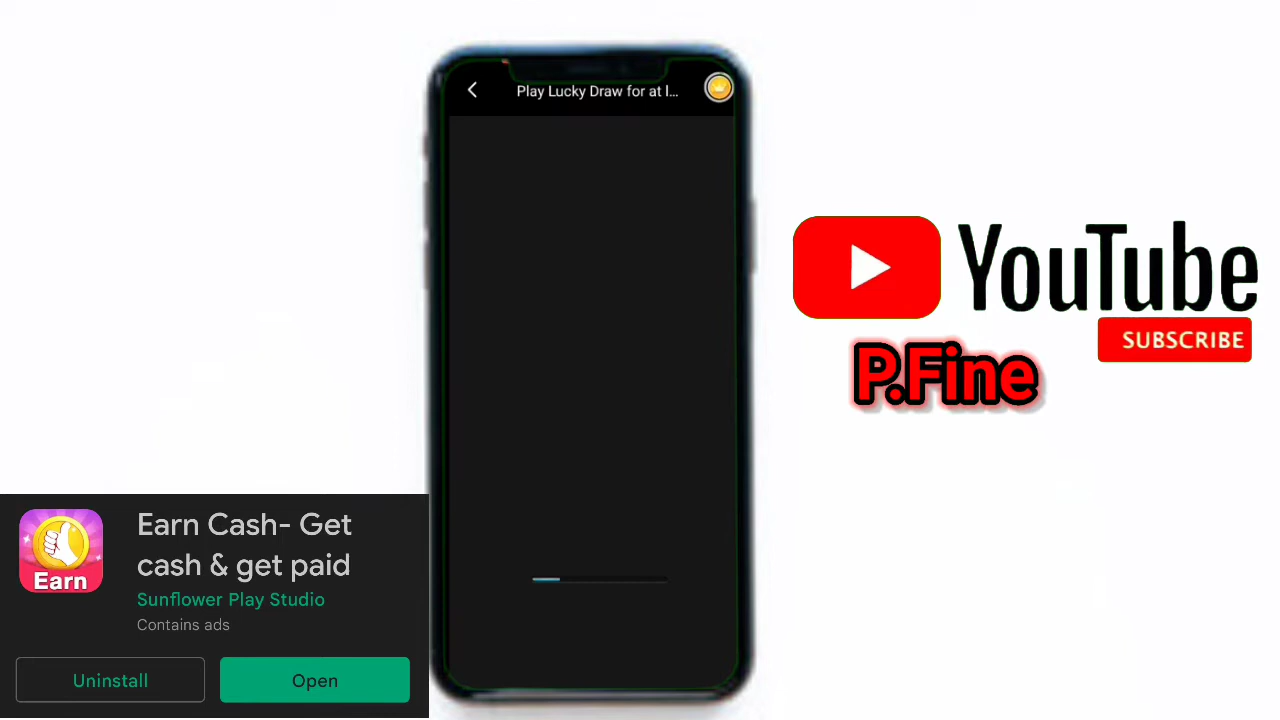 Play Lucky Draw for at l...
YouTube
SUBSCRIBE
P.Fine
Earn
Earn Cash- Get
cash & get paid
Sunflower Play Studio
Contains ads
Uninstall
Open